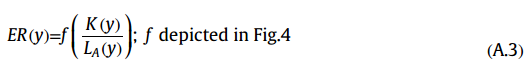 ER(y)=f( K(y) / L_A(y) ); f depicted in Fig.4
(A.3)